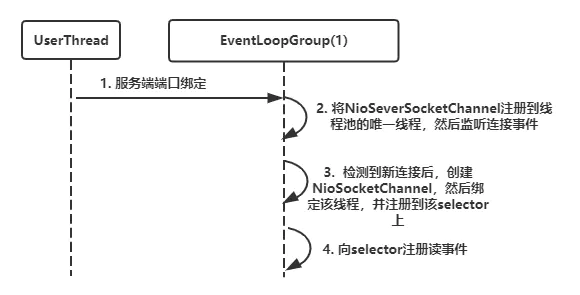 UserThread
EventLoopGroup(1)
1. 服务端端口绑定
2. 将NioSeverSocketChannel注册到线
程池的唯一线程，然后监听连接事件
3. 检测到新连接后，创建
NioSocketChannel，然后绑
定该线程，并注册到该selector
上
4. 向selector注册读事件